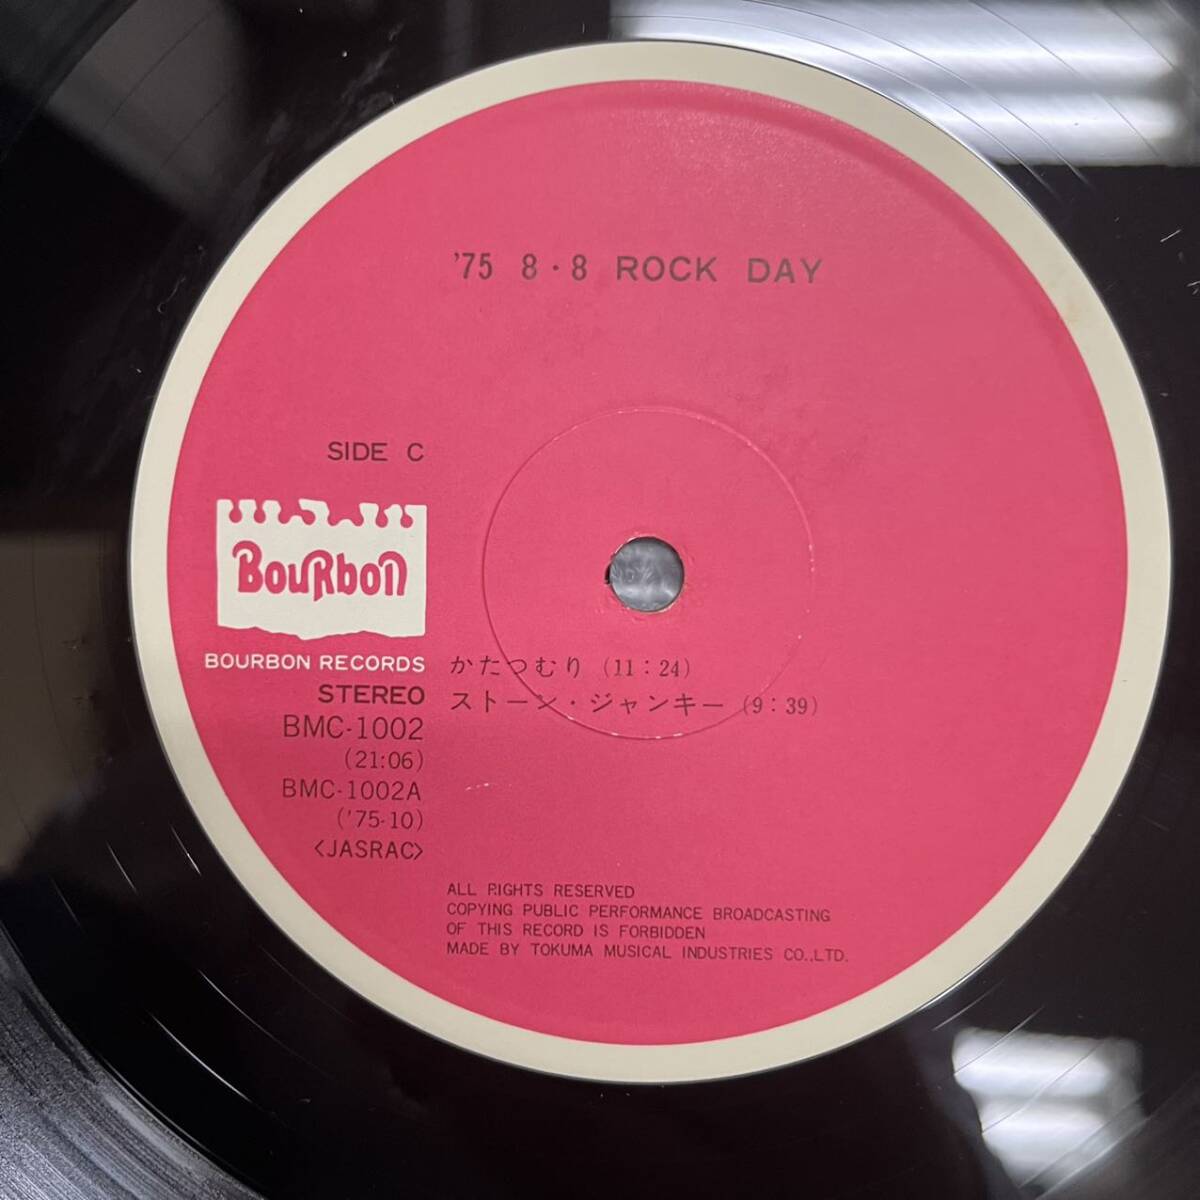 '75 8・8 ROCK DAY
SIDE C
BOURBON
BOURBON RECORDS
STEREO
BMC-1002
(21:06)
BMC-1002A
('75-10)
<JASRAC>
かたつむり (11:24)
ストーン・ジャンキー (9:39)
ALL RIGHTS RESERVED
COPYING PUBLIC PERFORMANCE BROADCASTING
OF THIS RECORD IS FORBIDDEN
MADE BY TOKUMA MUSICAL INDUSTRIES CO.,LTD.